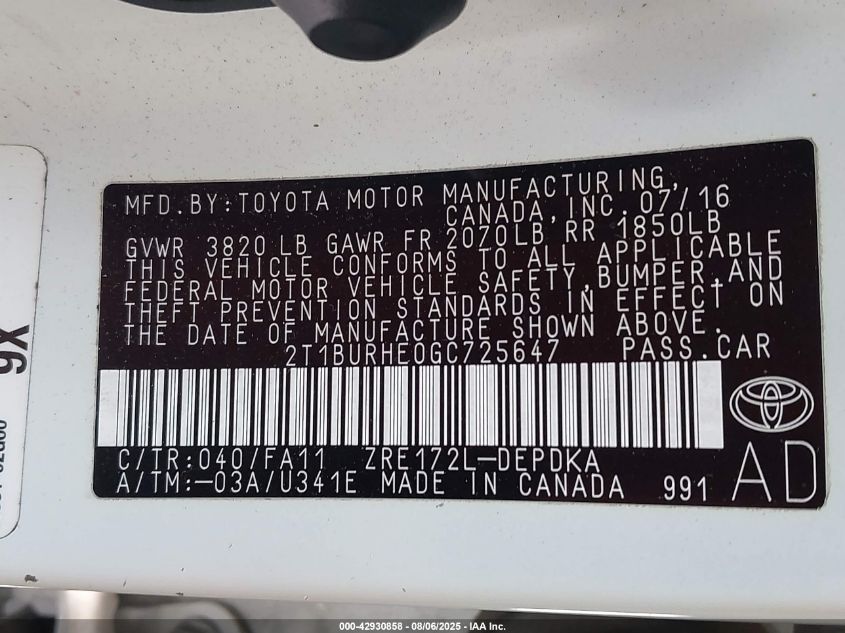 MFD.BY:TOYOTA MOTOR MANUFACTURING,
CANADA,INC. 07/16
GVWR 3820 LB GAWR FR 2070LB RR 1850LB
THIS VEHICLE CONFORMS TO ALL APPLICABLE
FEDERAL MOTOR VEHICLE SAFETY,BUMPER,AND
THEFT PREVENTION STANDARDS IN EFFECT ON
THE DATE OF MANUFACTURE SHOWN ABOVE.
2T1BURHE0GC725647 PASS.CAR
C/TR:040/FA11 ZRE172L-DEPDKA
A/TM:-03A/U341E MADE IN CANADA 991 AD
000-42930858 - 08/06/2025 - IAA Inc.